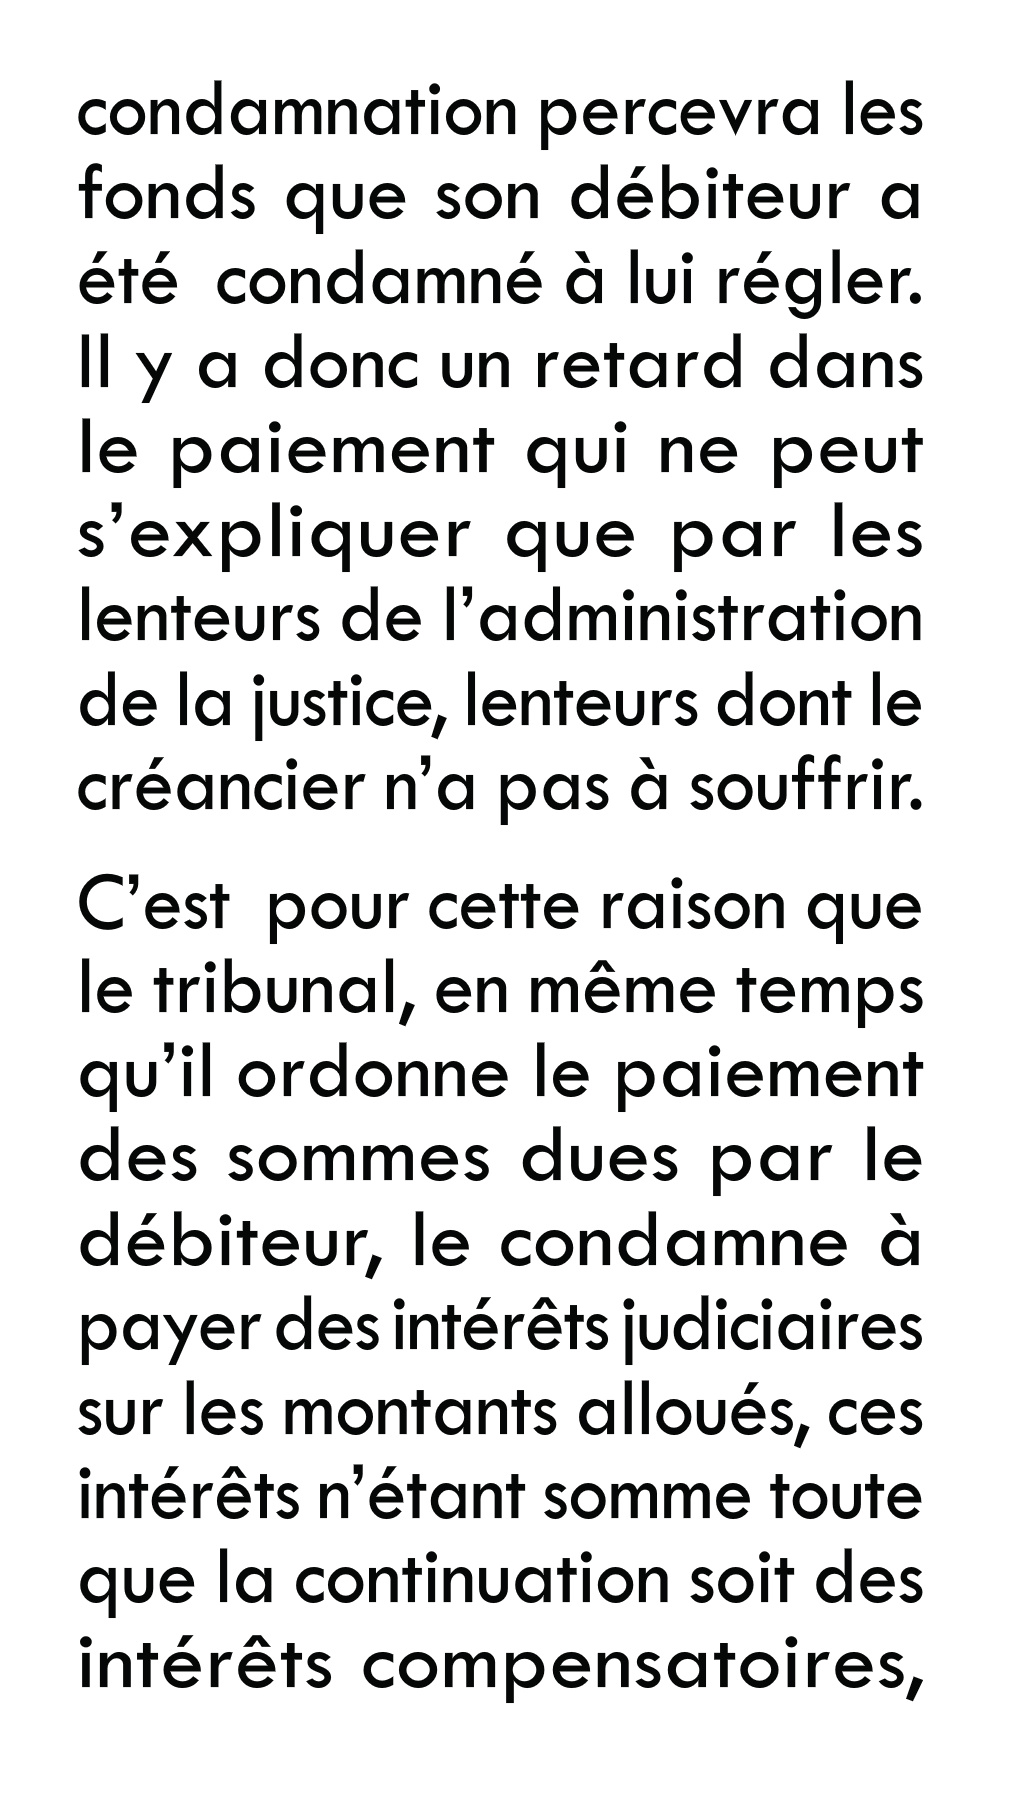 condamnation percevra les
fonds que son débiteur a
été condamné à lui régler.
Il y a donc un retard dans
le paiement qui ne peut
s’expliquer que par les
lenteurs de l’administration
de la justice, lenteurs dont le
créancier n’a pas à souffrir.
C’est pour cette raison que
le tribunal, en même temps
qu’il ordonne le paiement
des sommes dues par le
débiteur, le condamne à
payer des intérêts judiciaires
sur les montants alloués, ces
intérêts n’étant somme toute
que la continuation soit des
intérêts compensatoires,